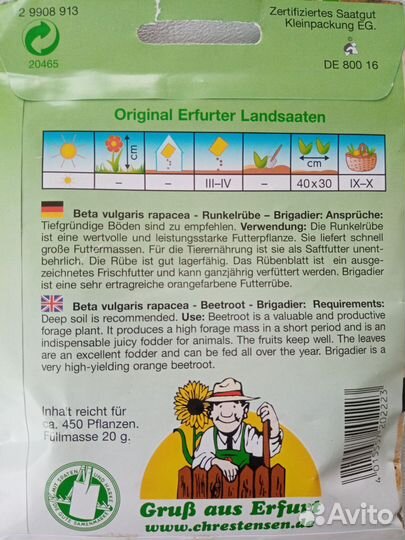 2 9908 913
Zertifiziertes Saatgut
Kleinpackung EG.
20465
DE 800 16
Original Erfurter Landsaaten
cm
cm
–
–
III–IV
–
40 x 30
IX–X
Beta vulgaris rapacea - Runkelrübe – Brigadier: Ansprüche:
Tiefgründige Böden sind zu empfehlen. Verwendung: Die Runkelrübe
ist eine wertvolle und leistungsstarke Futterpflanze. Sie liefert schnell
große Futtermassen. Für die Tierernährung ist sie als Saftfutter unent-
behrlich. Die Rübe ist gut lagerfähig. Das Rübenblatt ist ein ausge-
zeichnetes Frischfutter und kann ganzjährig verfüttert werden. Brigadier
ist eine sehr ertragreiche orangefarbene Futterrübe.
Beta vulgaris rapacea - Beetroot - Brigadier: Requirements:
Deep soil is recommended. Use: Beetroot is a valuable and productive
forage plant. It produces a high forage mass in a short period and is an
indispensable juicy fodder for animals. The fruits keep well. The leaves
are an excellent fodder and can be fed all over the year. Brigadier is a
very high-yielding orange beetroot.
Inhalt reicht für
ca. 450 Pflanzen.
Füllmasse 20 g.
MIT SPATEN UND HARKE
FÜR GUTE SAMENMARKE
Gruß aus Erfurt
www.chrestensen.de
Avito